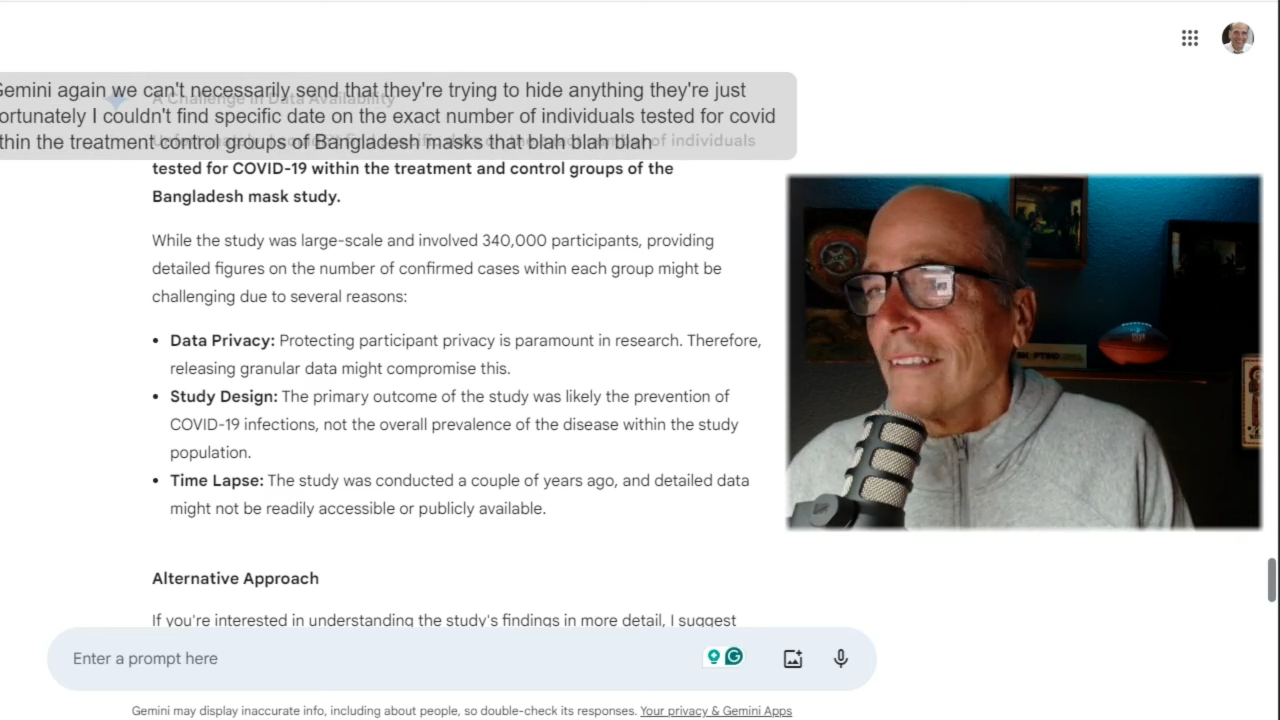 Gemini again we can't necessarily send that they're trying to hide anything they're just
ortunately I couldn't find specific date on the exact number of individuals tested for covid
thin the treatment control groups of Bangladesh masks that blah blah blah
A Challenge in Data Availability
individuals
tested for COVID-19 within the treatment and control groups of the
Bangladesh mask study.
While the study was large-scale and involved 340,000 participants, providing
detailed figures on the number of confirmed cases within each group might be
challenging due to several reasons:
• Data Privacy: Protecting participant privacy is paramount in research. Therefore,
releasing granular data might compromise this.
• Study Design: The primary outcome of the study was likely the prevention of
COVID-19 infections, not the overall prevalence of the disease within the study
population.
• Time Lapse: The study was conducted a couple of years ago, and detailed data
might not be readily accessible or publicly available.
Alternative Approach
If you're interested in understanding the study's findings in more detail, I suggest
Enter a prompt here
Gemini may display inaccurate info, including about people, so double-check its responses. Your privacy & Gemini Apps